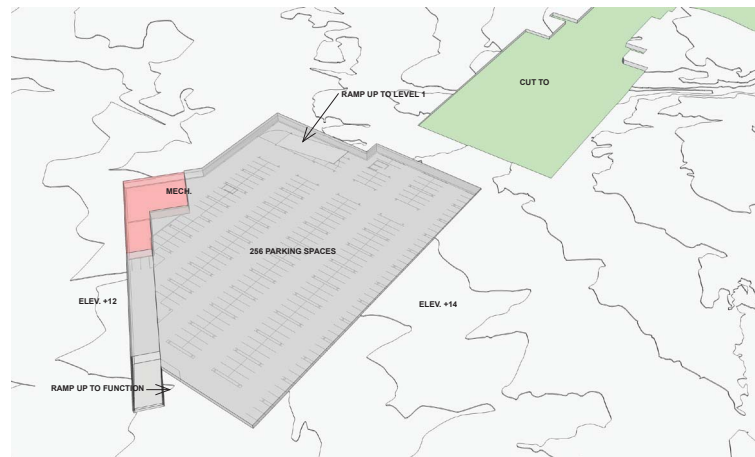 CUT TO
RAMP UP TO LEVEL 1
MECH.
256 PARKING SPACES
ELEV. +12
ELEV. +14
RAMP UP TO FUNCTION